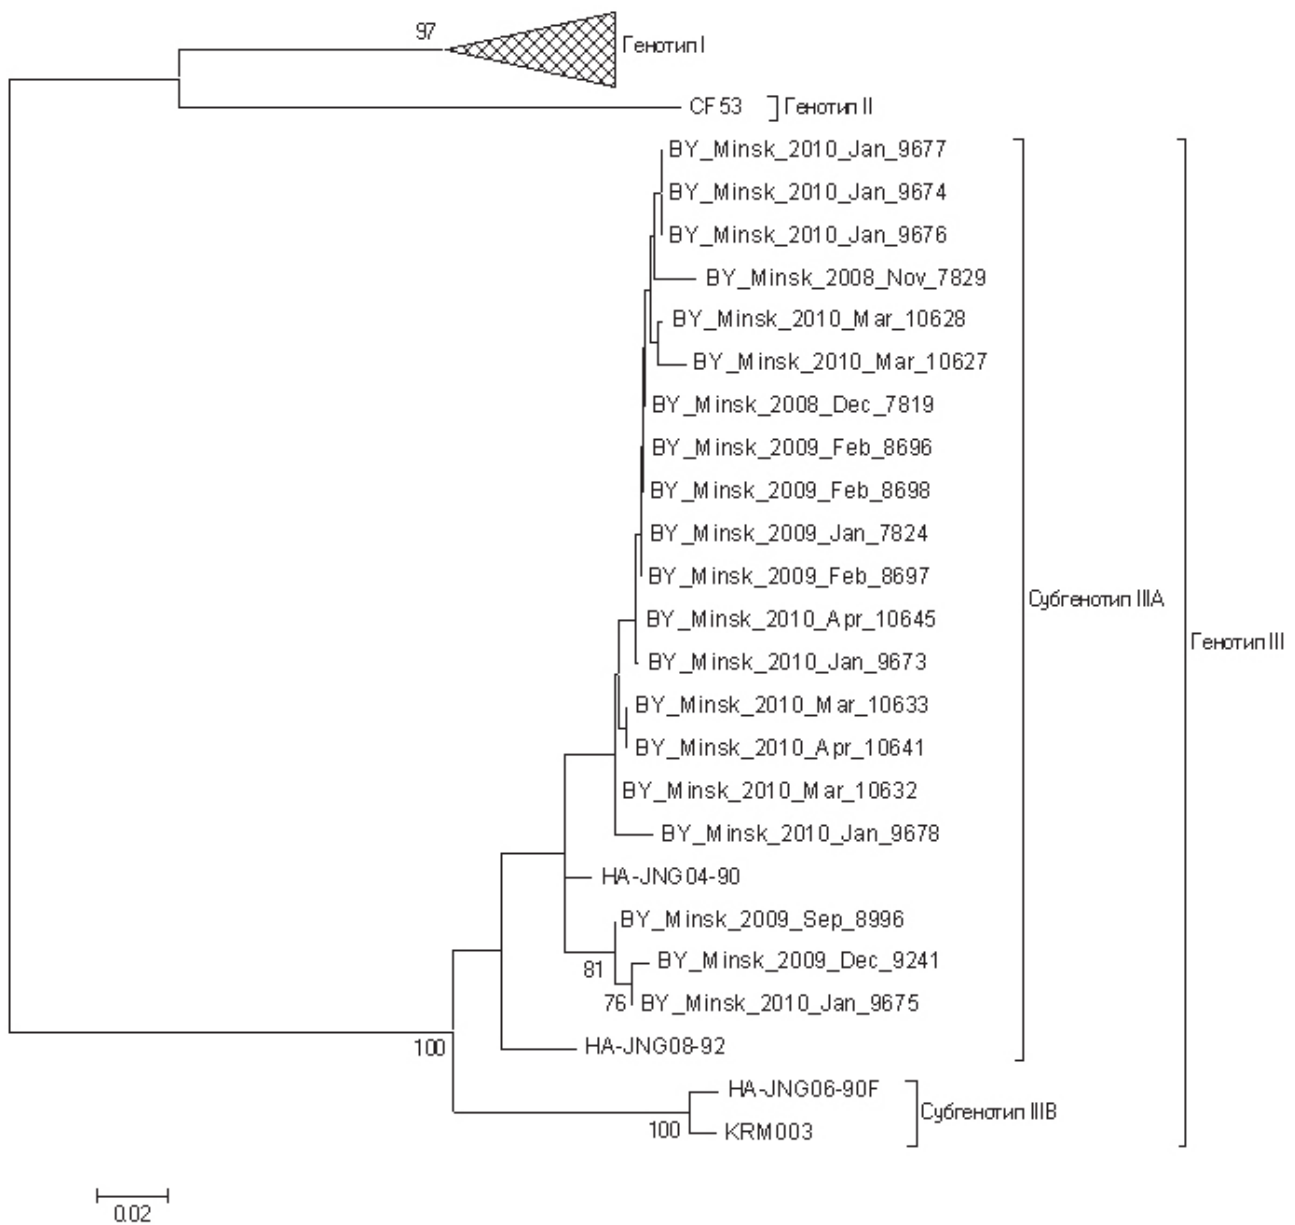 97
Генотип I
CF53
Генотип II
BY_Minsk_2010_Jan_9677
BY_Minsk_2010_Jan_9674
BY_Minsk_2010_Jan_9676
BY_Minsk_2008_Nov_7829
BY_Minsk_2010_Mar_10628
BY_Minsk_2010_Mar_10627
BY_Minsk_2008_Dec_7819
BY_Minsk_2009_Feb_8696
BY_Minsk_2009_Feb_8698
BY_Minsk_2009_Jan_7824
BY_Minsk_2009_Feb_8697
Субгенотип IIIA
BY_Minsk_2010_Apr_10645
Генотип III
BY_Minsk_2010_Jan_9673
BY_Minsk_2010_Mar_10633
BY_Minsk_2010_Apr_10641
BY_Minsk_2010_Mar_10632
BY_Minsk_2010_Jan_9678
HA-JNG04-90
BY_Minsk_2009_Sep_8996
81
BY_Minsk_2009_Dec_9241
76
BY_Minsk_2010_Jan_9675
100
HA-JNG08-92
HA-JNG06-90F
Субгенотип IIIB
100
KRM003
0.02